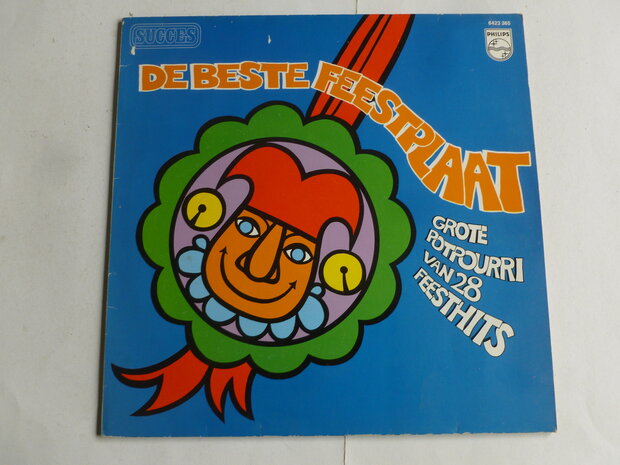 SUCCES
6423 365
PHILIPS
DE BESTE FEESTPLAAT
GROTE
POTPOURRI
VAN 28
FEESTHITS